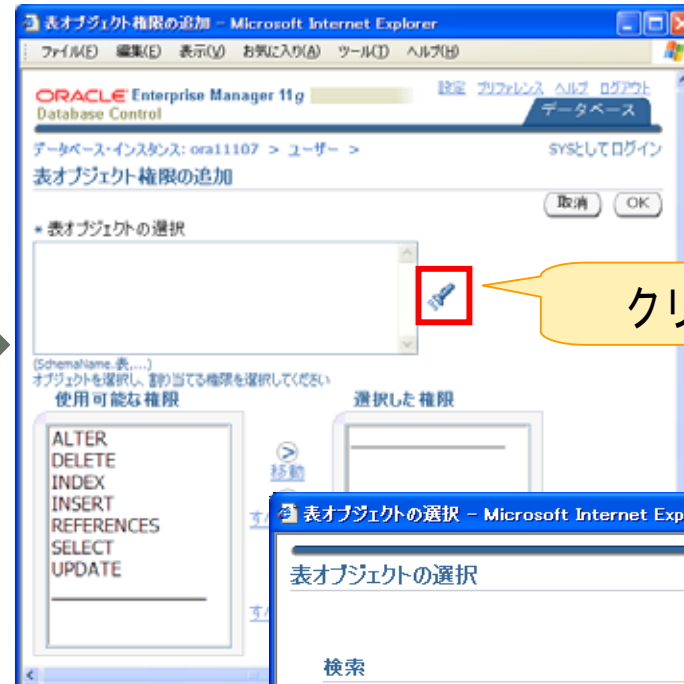 表オブジェクト権限の追加 - Microsoft Internet Explorer
ファイル(F) 編集(E) 表示(V) お気に入り(A) ツール(T) ヘルプ(H)
ORACLE Enterprise Manager 11g
Database Control
設定 プリファレンス ヘルプ ログアウト
データベース
データベース・インスタンス: ora11107 > ユーザー >
SYSとしてログイン
表オブジェクト権限の追加
取消 OK
* 表オブジェクトの選択
クリ
(SchemaName.表,...)
オブジェクトを選択し、割り当てる権限を選択してください
使用可能な権限 選択した権限
ALTER
DELETE
INDEX
INSERT
REFERENCES
SELECT
UPDATE
移動
表オブジェクトの選択 - Microsoft Internet Exp
表オブジェクトの選択
検索